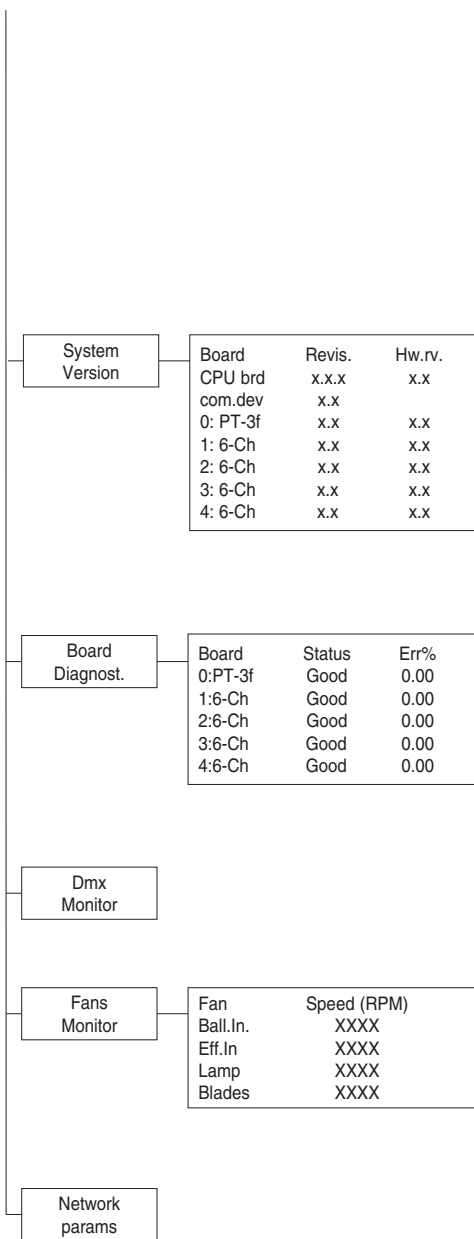 System
Version
Board Revis. Hw.rv.
CPU brd x.x.x x.x
com.dev x.x
0: PT-3f x.x x.x
1: 6-Ch x.x x.x
2: 6-Ch x.x x.x
3: 6-Ch x.x x.x
4: 6-Ch x.x x.x
Board
Diagnost.
Board Status Err%
0:PT-3f Good 0.00
1:6-Ch Good 0.00
2:6-Ch Good 0.00
3:6-Ch Good 0.00
4:6-Ch Good 0.00
Dmx
Monitor
Fans
Monitor
Fan Speed (RPM)
Ball.In. XXXX
Eff.In XXXX
Lamp XXXX
Blades XXXX
Network
params